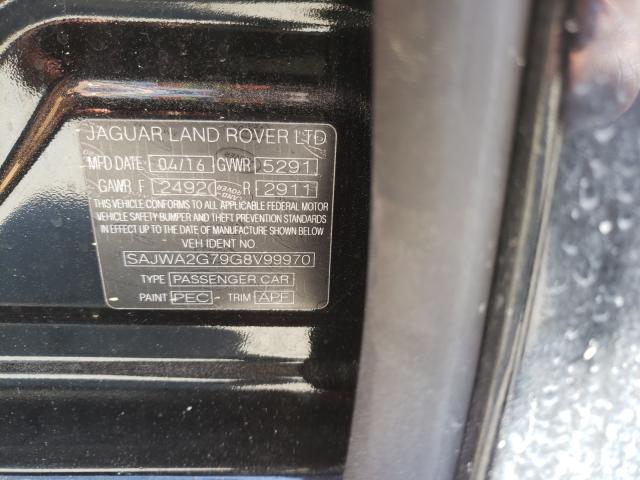 JAGUAR LAND ROVER LTD
MFD DATE 04/16 GVWR 5291
GAWR F 2492 R 2911
THIS VEHICLE CONFORMS TO ALL APPLICABLE FEDERAL MOTOR
VEHICLE SAFETY BUMPER AND THEFT PREVENTION STANDARDS
IN EFFECT UP TO THE DATE OF MANUFACTURE SHOWN BELOW
VEH IDENT NO
SAJWA2G79G8V99970
TYPE PASSENGER CAR
PAINT PEC - TRIM APF